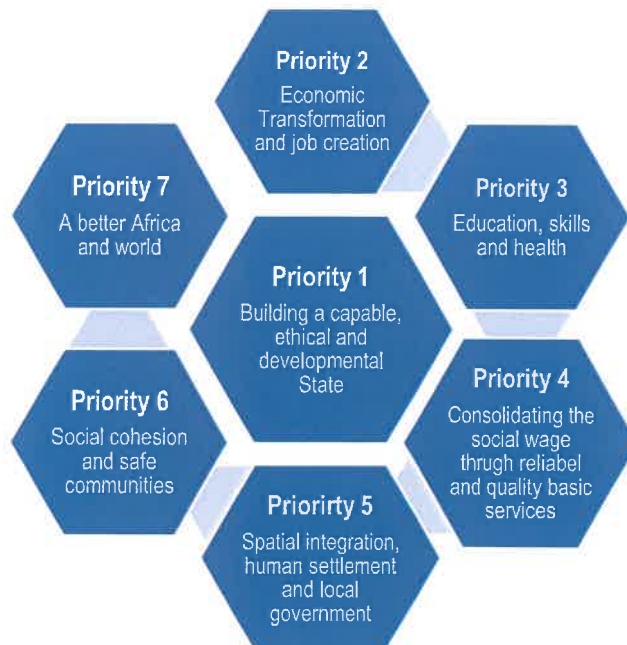 Priority 2
Economic
Transformation
and job creation
Priority 7
A better Africa
and world
Priority 3
Education, skills
and health
Priority 1
Building a capable,
ethical and
developmental
State
Priority 6
Social cohesion
and safe
communities
Priority 4
Consolidating the
social wage
thrugh reliabel
and quality basic
services
Priorirty 5
Spatial integration,
human settlement
and local
government